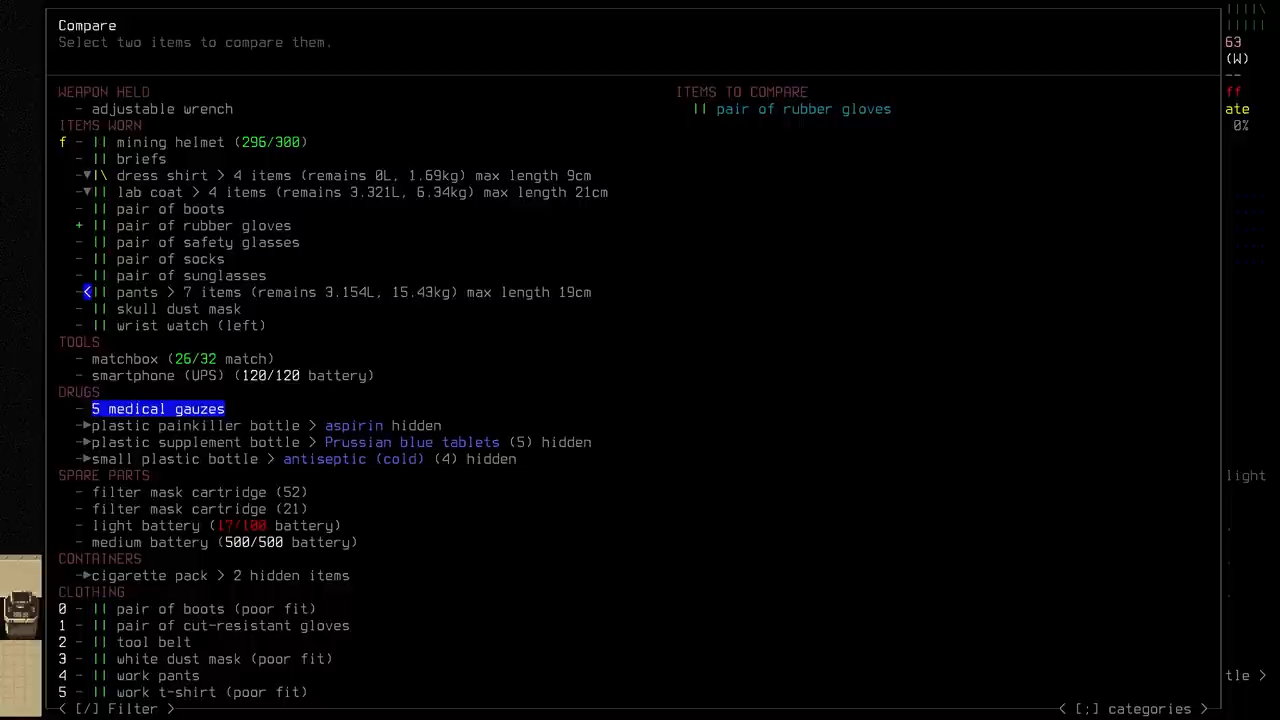 Compare
Select two items to compare them.
63
(W)
--
ff
ate
0%
WEAPON HELD
- adjustable wrench
ITEMS WORN
f - || mining helmet (296/300)
- || briefs
-▼|\ dress shirt > 4 items (remains 0L, 1.69kg) max length 9cm
-▼|| lab coat > 4 items (remains 3.321L, 6.34kg) max length 21cm
- || pair of boots
+ || pair of rubber gloves
- || pair of safety glasses
- || pair of socks
- || pair of sunglasses
-<|| pants > 7 items (remains 3.154L, 15.43kg) max length 19cm
- || skull dust mask
- || wrist watch (left)
TOOLS
- matchbox (26/32 match)
- smartphone (UPS) (120/120 battery)
DRUGS
- 5 medical gauzes
-▶plastic painkiller bottle > aspirin hidden
-▶plastic supplement bottle > Prussian blue tablets (5) hidden
-▶small plastic bottle > antiseptic (cold) (4) hidden
SPARE PARTS
- filter mask cartridge (52)
- filter mask cartridge (21)
- light battery (17/100 battery)
- medium battery (500/500 battery)
CONTAINERS
-▶cigarette pack > 2 hidden items
CLOTHING
0 - || pair of boots (poor fit)
1 - || pair of cut-resistant gloves
2 - || tool belt
3 - || white dust mask (poor fit)
4 - || work pants
5 - || work t-shirt (poor fit)
< [/] Filter >
ITEMS TO COMPARE
|| pair of rubber gloves
light
tle >
< [;] categories >